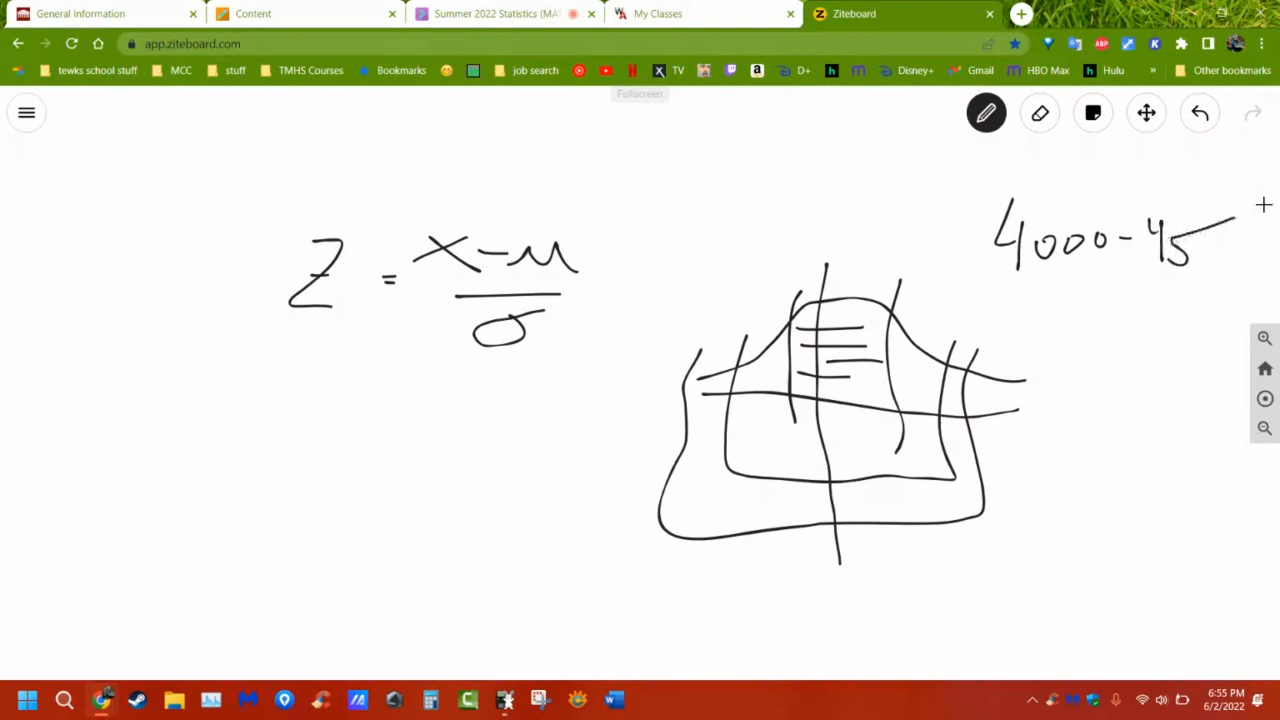 General Information
Content
Summer 2022 Statistics (MAT
My Classes
Ziteboard
app.ziteboard.com
ABP
K
tewks school stuff
MCC
stuff
TMHS Courses
Bookmarks
job search
TV
D+
Disney+
Gmail
HBO Max
Hulu
»
Other bookmarks
Fullscreen
4000-45
Z = x-μ
σ
6:55 PM
6/2/2022